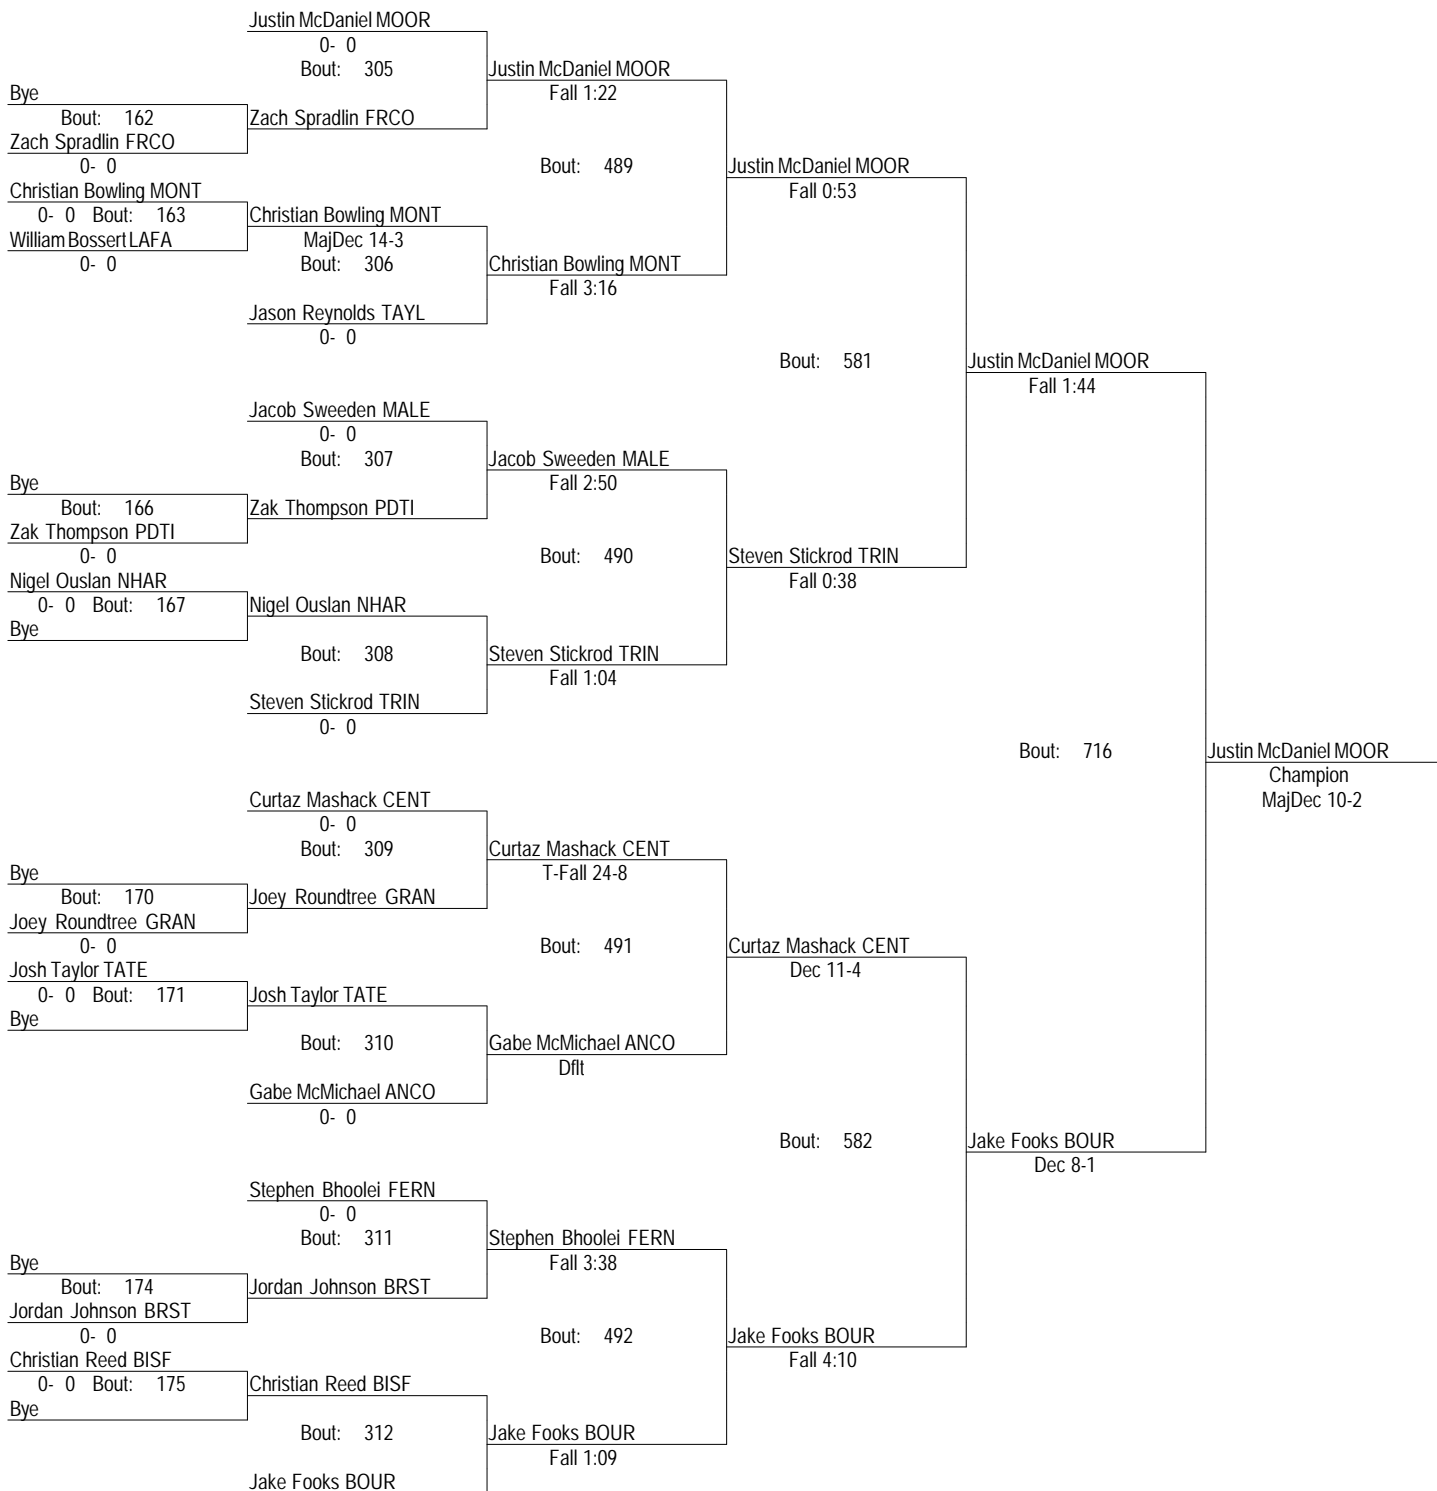 Justin McDaniel MOOR
0- 0
Bout: 305
Justin McDaniel MOOR
Fall 1:22
Bye
Bout: 162
Zach Spradlin FRCO
Zach Spradlin FRCO
0- 0
Bout: 489
Justin McDaniel MOOR
Fall 0:53
Christian Bowling MONT
0- 0 Bout: 163
Christian Bowling MONT
William Bossert LAFA
MajDec 14-3
0- 0
Bout: 306
Christian Bowling MONT
Fall 3:16
Jason Reynolds TAYL
0- 0
Bout: 581
Justin McDaniel MOOR
Fall 1:44
Jacob Sweeden MALE
0- 0
Bout: 307
Jacob Sweeden MALE
Fall 2:50
Bye
Bout: 166
Zak Thompson PDTI
Zak Thompson PDTI
0- 0
Bout: 490
Steven Stickrod TRIN
Fall 0:38
Nigel Ouslan NHAR
0- 0 Bout: 167
Nigel Ouslan NHAR
Bye
Bout: 308
Steven Stickrod TRIN
Fall 1:04
Steven Stickrod TRIN
0- 0
Bout: 716
Justin McDaniel MOOR
Champion
MajDec 10-2
Curtaz Mashack CENT
0- 0
Bout: 309
Curtaz Mashack CENT
T-Fall 24-8
Bye
Bout: 170
Joey Roundtree GRAN
Joey Roundtree GRAN
0- 0
Bout: 491
Curtaz Mashack CENT
Dec 11-4
Josh Taylor TATE
0- 0 Bout: 171
Josh Taylor TATE
Bye
Bout: 310
Gabe McMichael ANCO
Dflt
Gabe McMichael ANCO
0- 0
Bout: 582
Jake Fooks BOUR
Dec 8-1
Stephen Bhoolei FERN
0- 0
Bout: 311
Stephen Bhoolei FERN
Fall 3:38
Bye
Bout: 174
Jordan Johnson BRST
Jordan Johnson BRST
0- 0
Bout: 492
Jake Fooks BOUR
Fall 4:10
Christian Reed BISF
0- 0 Bout: 175
Christian Reed BISF
Bye
Bout: 312
Jake Fooks BOUR
Fall 1:09
Jake Fooks BOUR